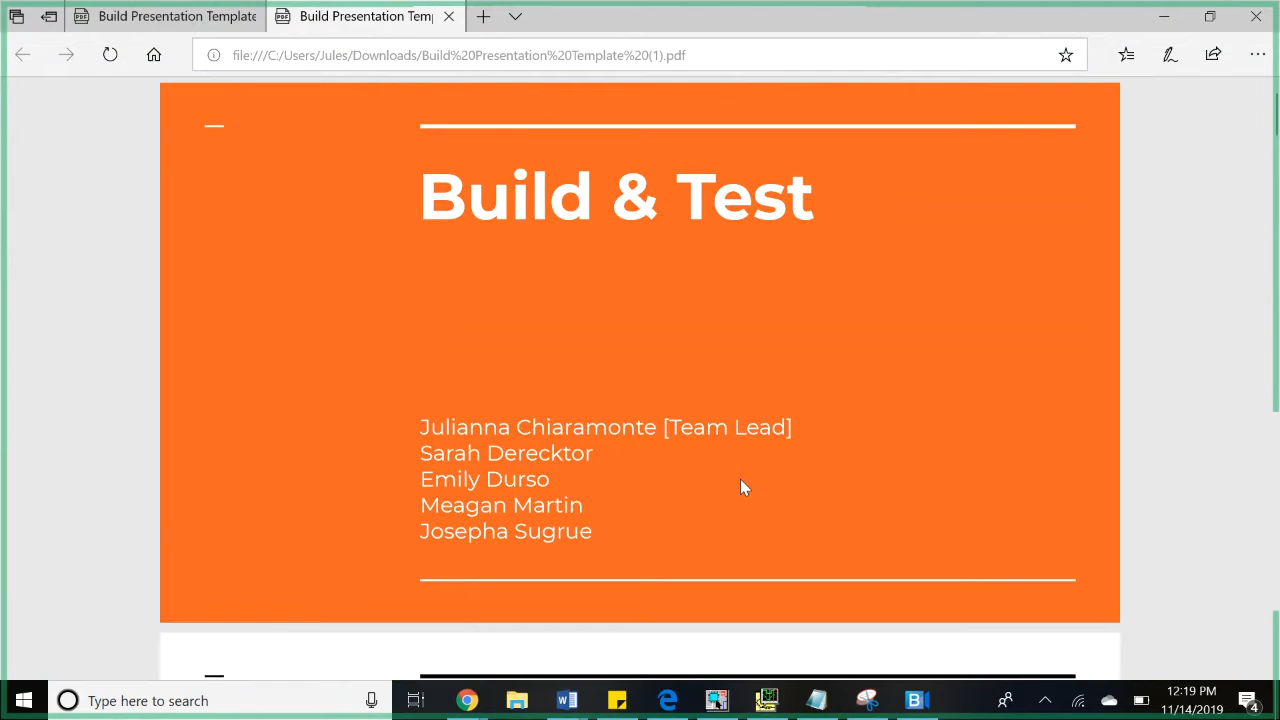 Build Presentation Template
Build Presentation Temp
file:///C:/Users/Jules/Downloads/Build%20Presentation%20Template%20(1).pdf
Build & Test
Julianna Chiaramonte [Team Lead]
Sarah Derecktor
Emily Durso
Meagan Martin
Josepha Sugrue
Type here to search
12:19 PM
11/14/2019
4